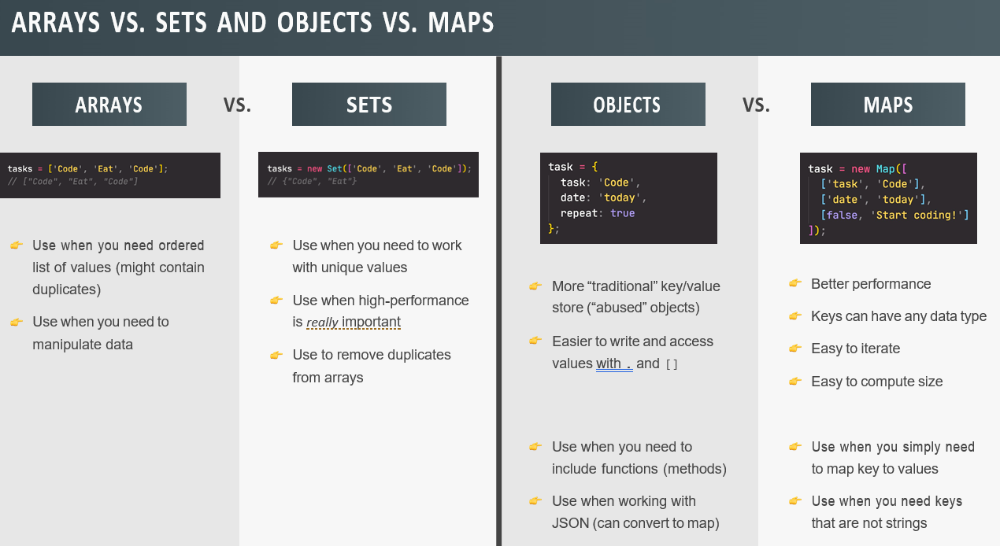 ARRAYS VS. SETS AND OBJECTS VS. MAPS
ARRAYS
VS.
SETS
tasks = ['Code', 'Eat', 'Code'];
// ["Code", "Eat", "Code"]
tasks = new Set(['Code', 'Eat', 'Code']);
// {"Code", "Eat"}
Use when you need ordered
list of values (might contain
duplicates)
Use when you need to
manipulate data
Use when you need to work
with unique values
Use when high-performance
is really important
Use to remove duplicates
from arrays
OBJECTS
VS.
MAPS
task = {
task: 'Code',
date: 'today',
repeat: true
};
task = new Map([
['task', 'Code'],
['date', 'today'],
[false, 'Start coding!']
]);
More “traditional” key/value
store (“abused” objects)
Easier to write and access
values with . and []
Use when you need to
include functions (methods)
Use when working with
JSON (can convert to map)
Better performance
Keys can have any data type
Easy to iterate
Easy to compute size
Use when you simply need
to map key to values
Use when you need keys
that are not strings